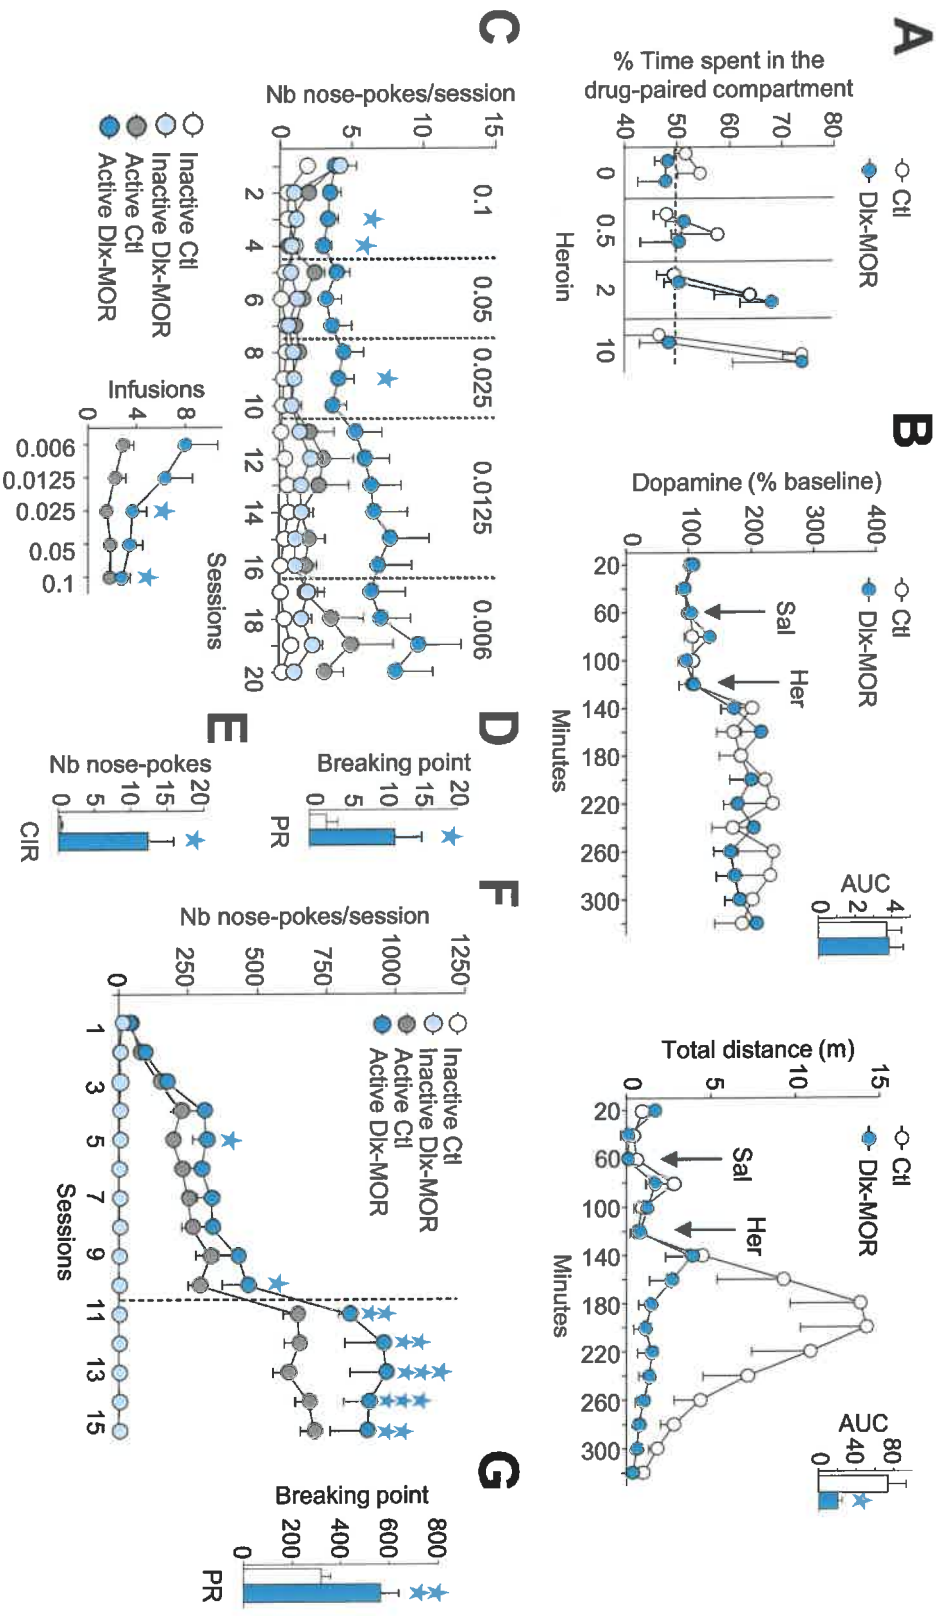 A
% Time spent in the
drug-paired compartment
80
70
60
50
40
Ctl
Dlx-MOR
0
0.5
2
10
Heroin
B
Dopamine (% baseline)
400
300
200
100
0
Ctl
Dlx-MOR
Sal
Her
20
60
100
140
180
220
260
300
Minutes
AUC
4
2
0
Total distance (m)
15
10
5
0
Ctl
Dlx-MOR
Sal
Her
20
60
100
140
180
220
260
300
Minutes
AUC
80
40
0
C
Nb nose-pokes/session
15
10
5
0
0.1
0.05
0.025
0.0125
0.006
2
4
6
8
10
12
14
16
18
20
Sessions
Inactive Ctl
Inactive Dlx-MOR
Active Ctl
Active Dlx-MOR
Infusions
8
4
0
0.006
0.0125
0.025
0.05
0.1
D
Breaking point
20
15
10
5
0
PR
E
Nb nose-pokes
20
15
10
5
0
CIR
F
Nb nose-pokes/session
1250
1000
750
500
250
0
Inactive Ctl
Inactive Dlx-MOR
Active Ctl
Active Dlx-MOR
1
3
5
7
9
11
13
15
Sessions
G
Breaking point
800
600
400
200
0
PR